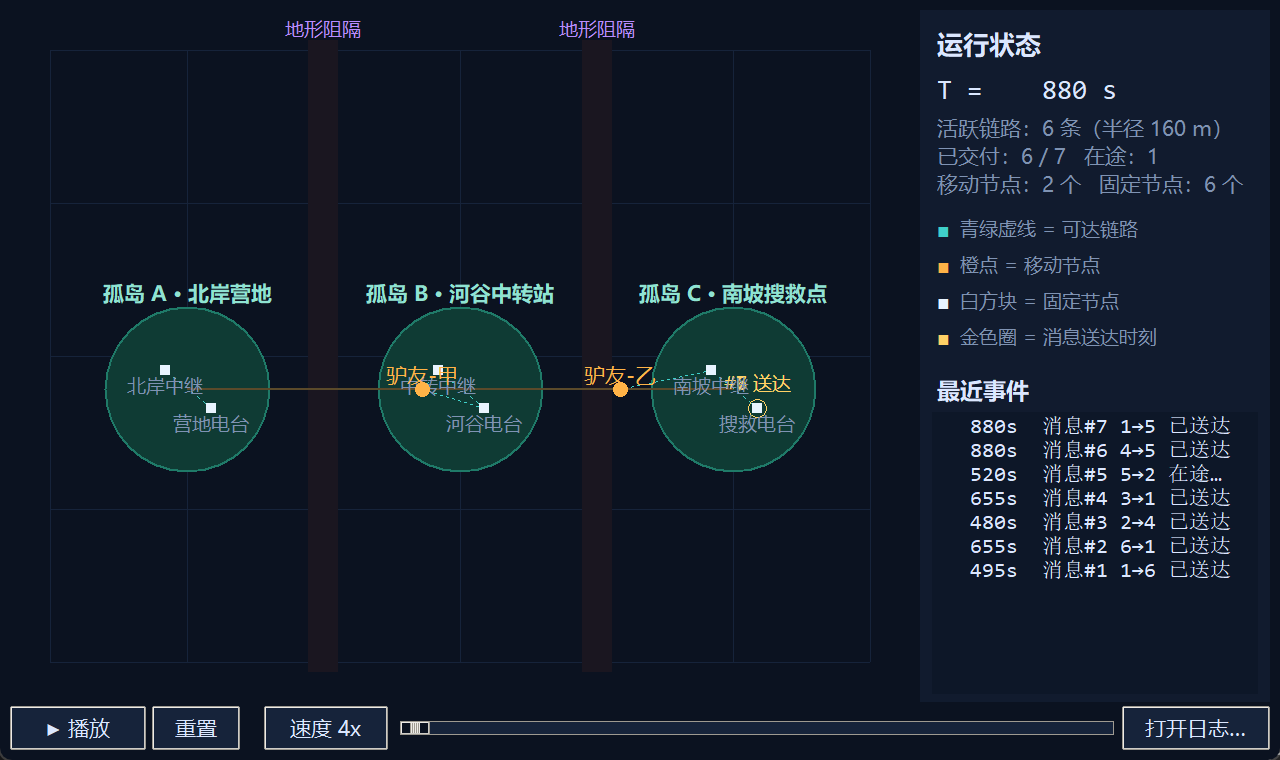 地形阻隔
地形阻隔
孤岛 A • 北岸营地
孤岛 B • 河谷中转站
孤岛 C • 南坡搜救点
北岸中继
营地电台
驴友-甲
中继
河谷电台
驴友-乙
南坡中继
#7 送达
搜救电台
运行状态
T = 880 s
活跃链路：6 条（半径 160 m）
已交付：6 / 7 在途：1
移动节点：2 个 固定节点：6 个
青绿虚线 = 可达链路
橙点 = 移动节点
白方块 = 固定节点
金色圈 = 消息送达时刻
最近事件
880s 消息#7 1→5 已送达
880s 消息#6 4→5 已送达
520s 消息#5 5→2 在途…
655s 消息#4 3→1 已送达
480s 消息#3 2→4 已送达
655s 消息#2 6→1 已送达
495s 消息#1 1→6 已送达
► 播放
重置
速度 4x
打开日志...